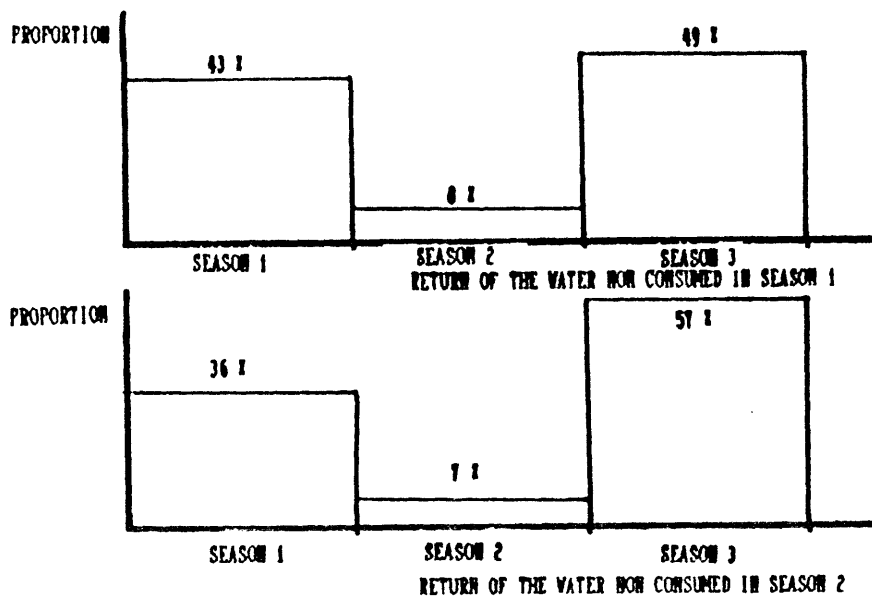 PROPORTION
43 %
8 %
49 %
SEASON 1
SEASON 2
SEASON 3
RETURN OF THE WATER NON CONSUMED IN SEASON 1
PROPORTION
36 %
7 %
57 %
SEASON 1
SEASON 2
SEASON 3
RETURN OF THE WATER NON CONSUMED IN SEASON 2